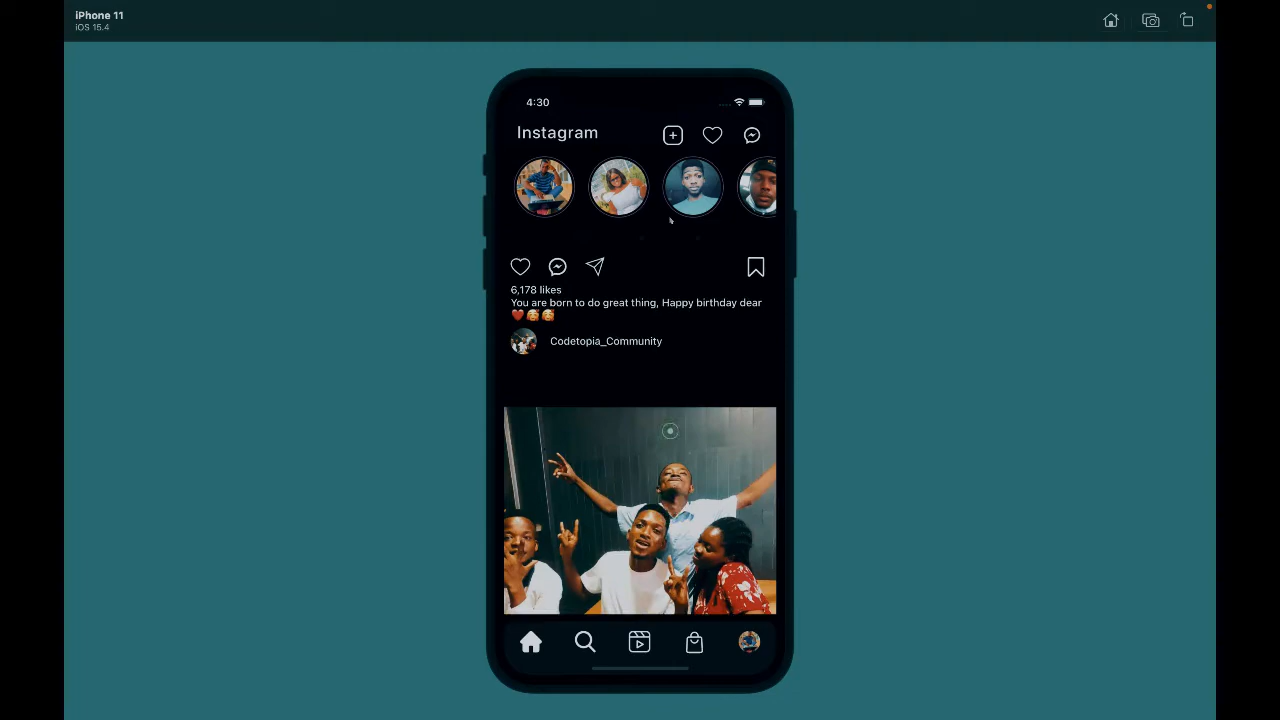 iPhone 11
iOS 15.4
4:30
Instagram
6,178 likes
You are born to do great thing, Happy birthday dear
❤️🥰🥰
Codetopia_Community